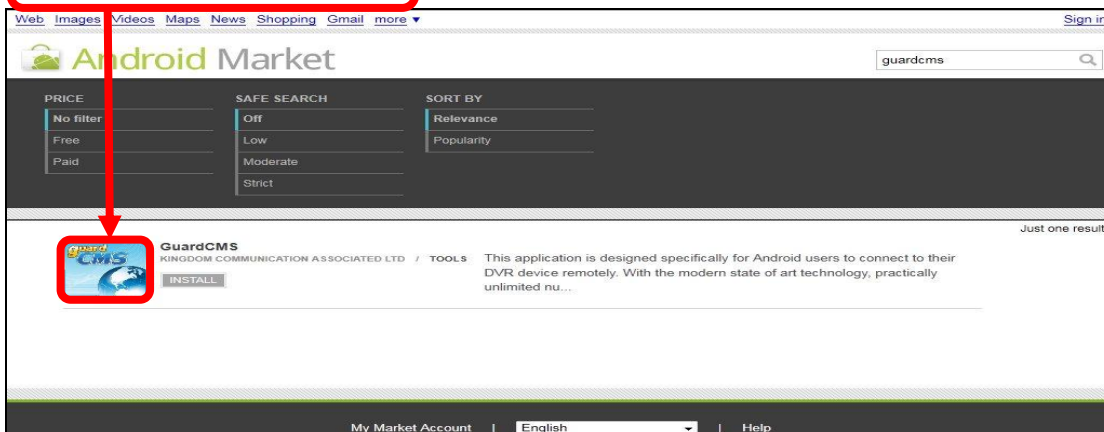 Web Images Videos Maps News Shopping Gmail more ▼ Sign in
Android Market guardcms
PRICE SAFE SEARCH SORT BY
No filter Off Relevance
Free Low Popularity
Paid Moderate
Strict
Just one result
guard CMS
GuardCMS
KINGDOM COMMUNICATION ASSOCIATED LTD / TOOLS
INSTALL
This application is designed specifically for Android users to connect to their
DVR device remotely. With the modern state of art technology, practically
unlimited nu...
My Market Account | English | Help